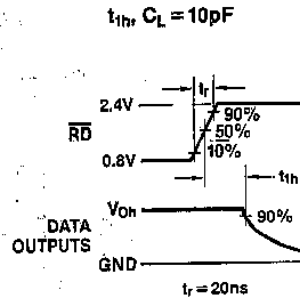 t1h, CL = 10pF
tr
2.4V
90%
50%
10%
RD
0.8V
t1h
VOh
90%
DATA
OUTPUTS
GND
tr = 20ns